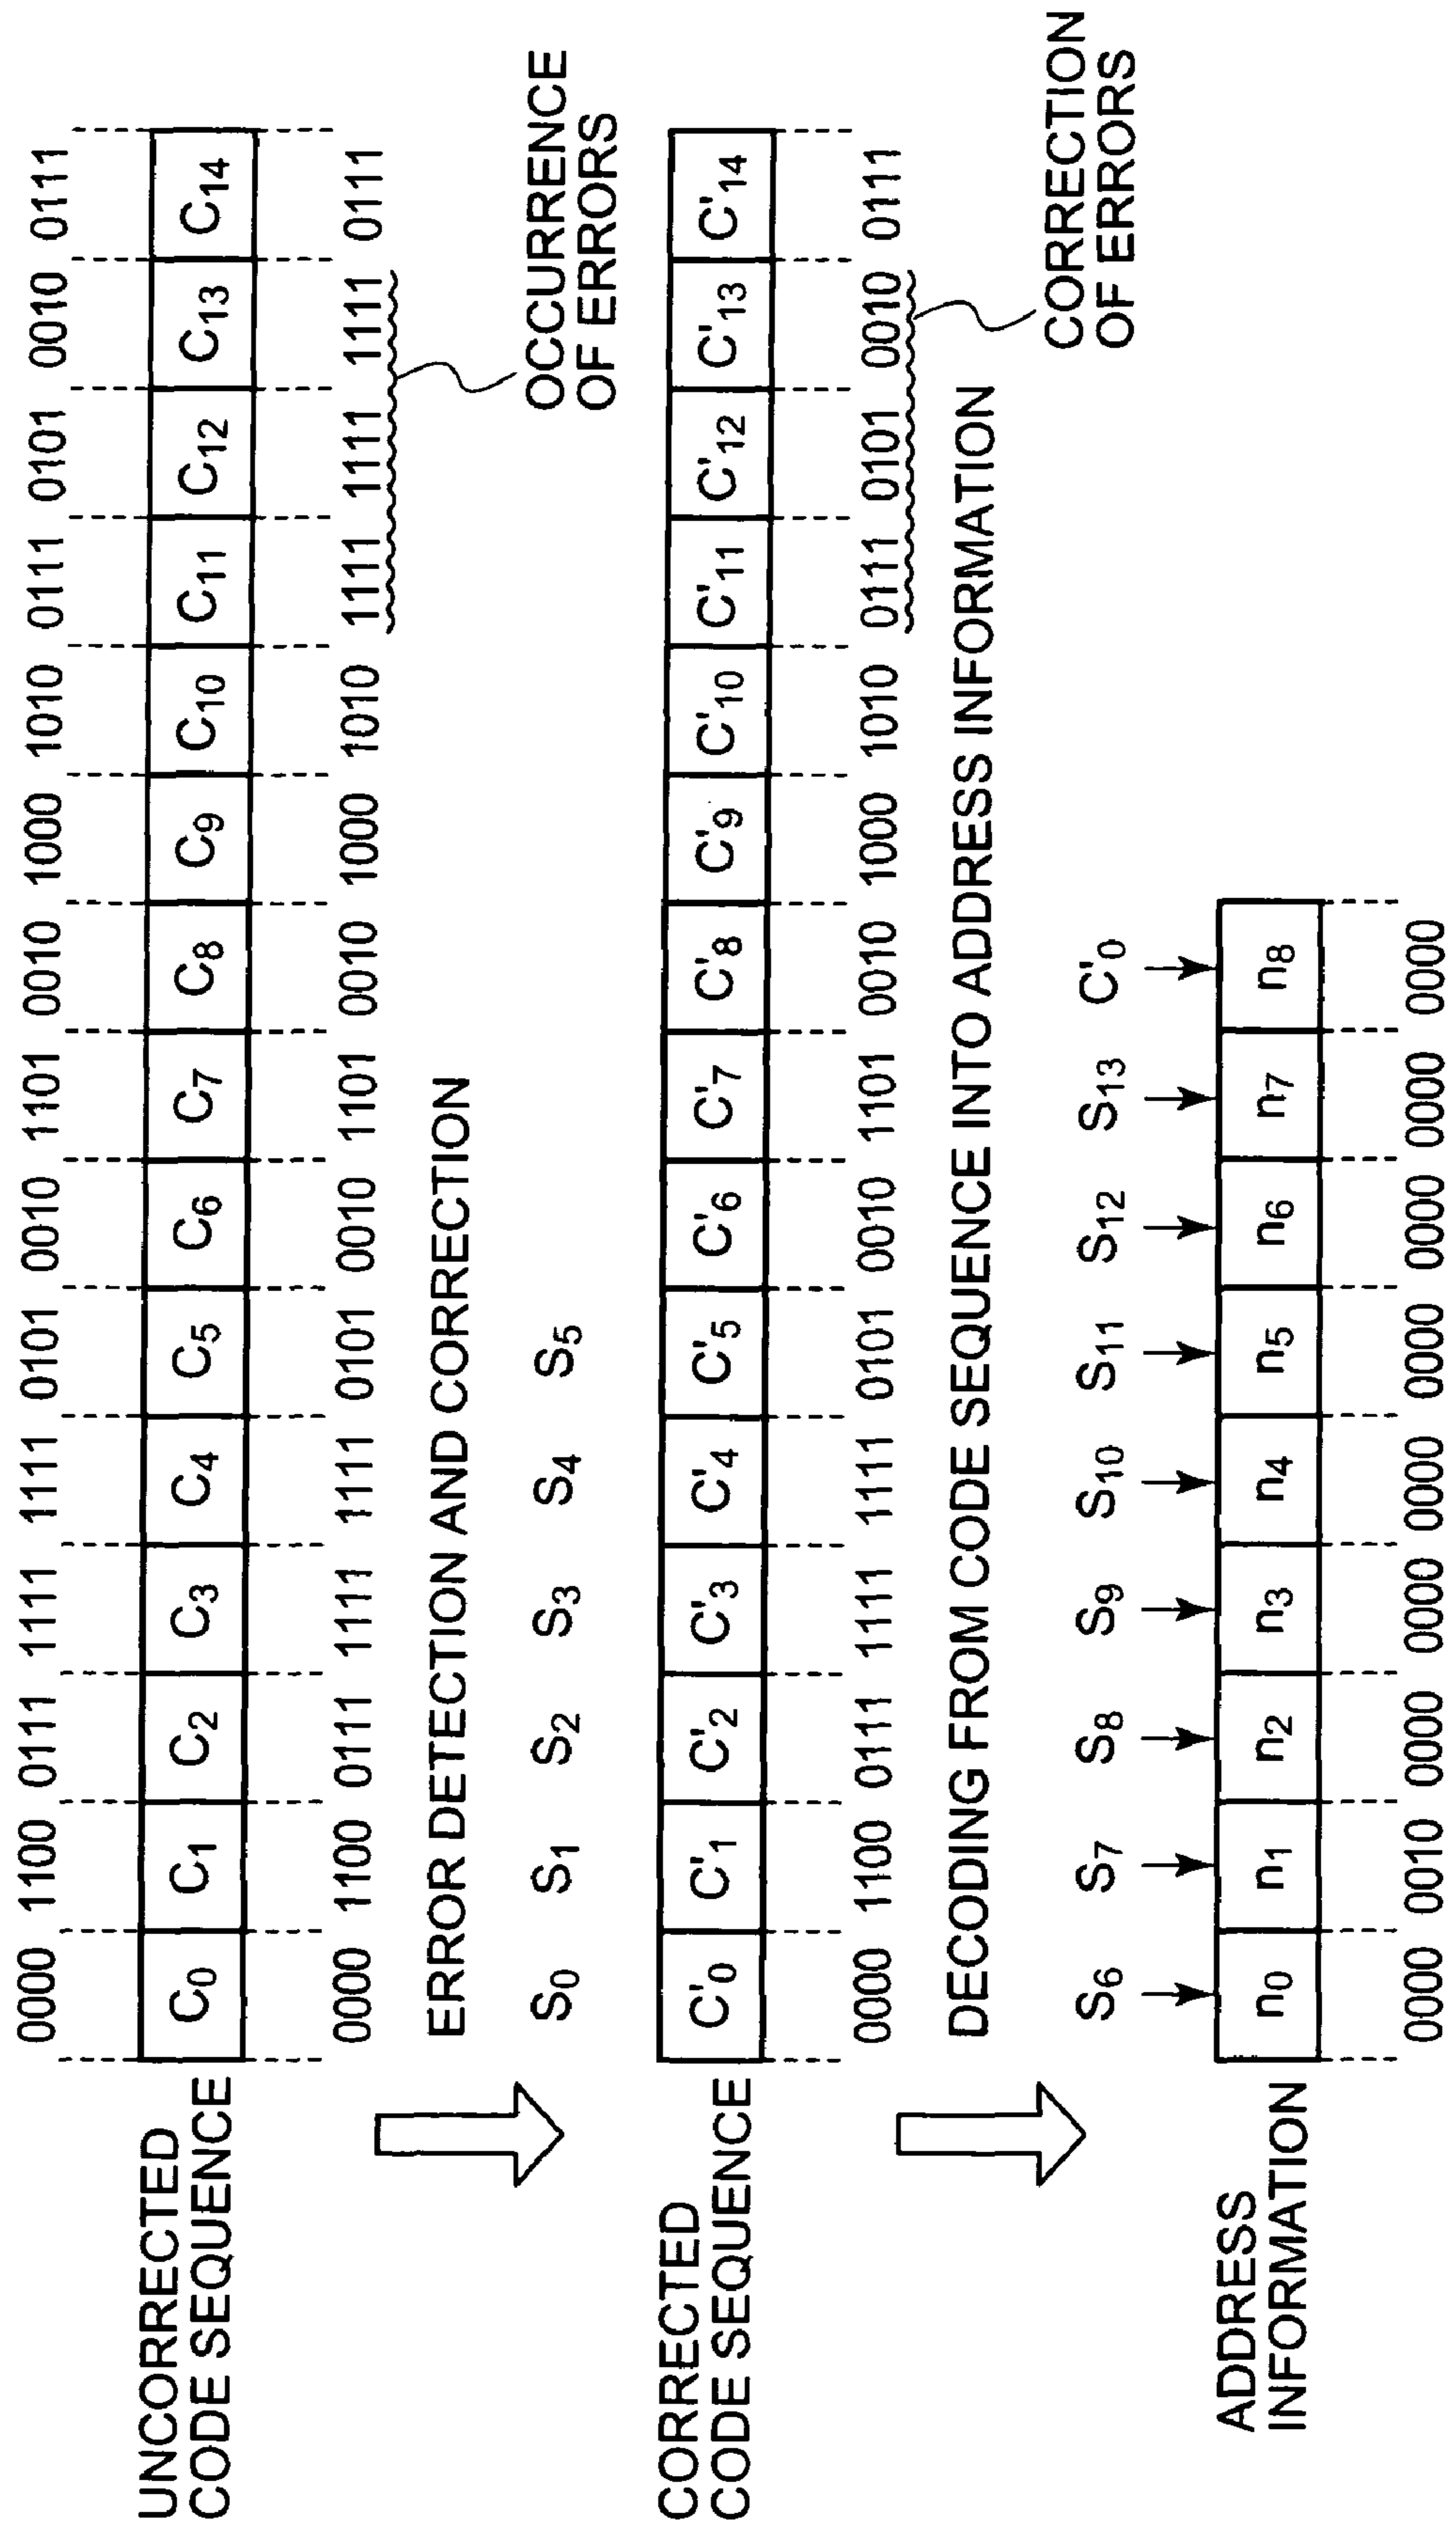 0000 1100 0111 1111 1111 0101 0010 1101 0010 1000 1010 0111 0101 0010 0111
UNCORRECTED
CODE SEQUENCE
C0 C1 C2 C3 C4 C5 C6 C7 C8 C9 C10 C11 C12 C13 C14
0000 1100 0111 1111 1111 0101 0010 1101 0010 1000 1010 1111 1111 1111 0111
ERROR DETECTION AND CORRECTION
OCCURRENCE
OF ERRORS
S0 S1 S2 S3 S4 S5
CORRECTED
CODE SEQUENCE
C'0 C'1 C'2 C'3 C'4 C'5 C'6 C'7 C'8 C'9 C'10 C'11 C'12 C'13 C'14
0000 1100 0111 1111 1111 0101 0010 1101 0010 1000 1010 0111 0101 0010 0111
DECODING FROM CODE SEQUENCE INTO ADDRESS INFORMATION
CORRECTION
OF ERRORS
S6 S7 S8 S9 S10 S11 S12 S13 C'0
ADDRESS
INFORMATION
n0 n1 n2 n3 n4 n5 n6 n7 n8
0000 0010 0000 0000 0000 0000 0000 0000 0000